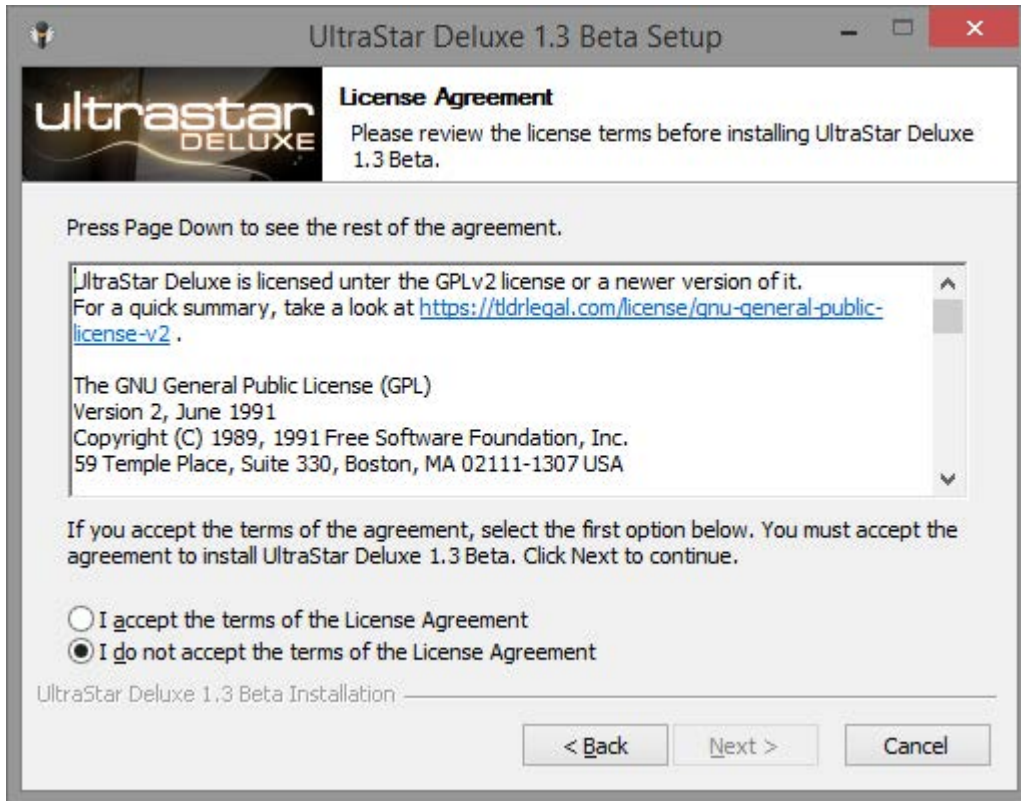 UltraStar Deluxe 1.3 Beta Setup
ultrastar
DELUXE
License Agreement
Please review the license terms before installing UltraStar Deluxe
1.3 Beta.
Press Page Down to see the rest of the agreement.
UltraStar Deluxe is licensed unter the GPLv2 license or a newer version of it.
For a quick summary, take a look at https://tldrlegal.com/license/gnu-general-public-
license-v2 .
The GNU General Public License (GPL)
Version 2, June 1991
Copyright (C) 1989, 1991 Free Software Foundation, Inc.
59 Temple Place, Suite 330, Boston, MA 02111-1307 USA
If you accept the terms of the agreement, select the first option below. You must accept the
agreement to install UltraStar Deluxe 1.3 Beta. Click Next to continue.
I accept the terms of the License Agreement
I do not accept the terms of the License Agreement
UltraStar Deluxe 1.3 Beta Installation
< Back Next > Cancel